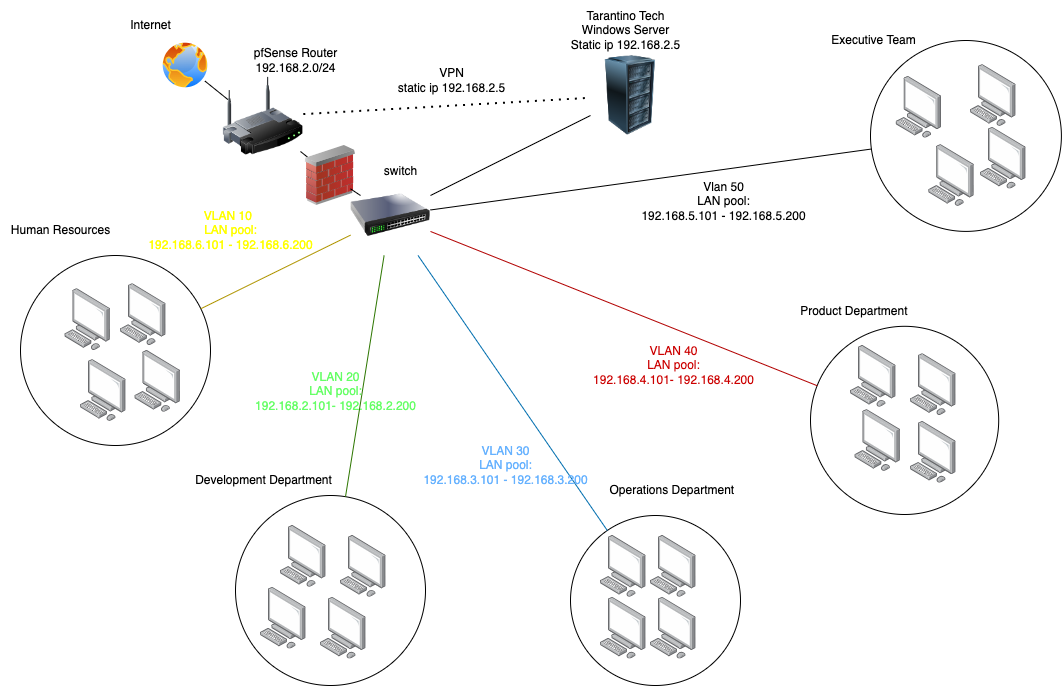 Internet
pfSense Router
192.168.2.0/24
VPN
static ip 192.168.2.5
Tarantino Tech
Windows Server
Static ip 192.168.2.5
Executive Team
switch
Vlan 50
LAN pool:
192.168.5.101 - 192.168.5.200
Human Resources
VLAN 10
LAN pool:
192.168.6.101 - 192.168.6.200
Product Department
VLAN 40
LAN pool:
192.168.4.101- 192.168.4.200
VLAN 20
LAN pool:
192.168.2.101- 192.168.2.200
VLAN 30
LAN pool:
192.168.3.101 - 192.168.3.200
Development Department
Operations Department